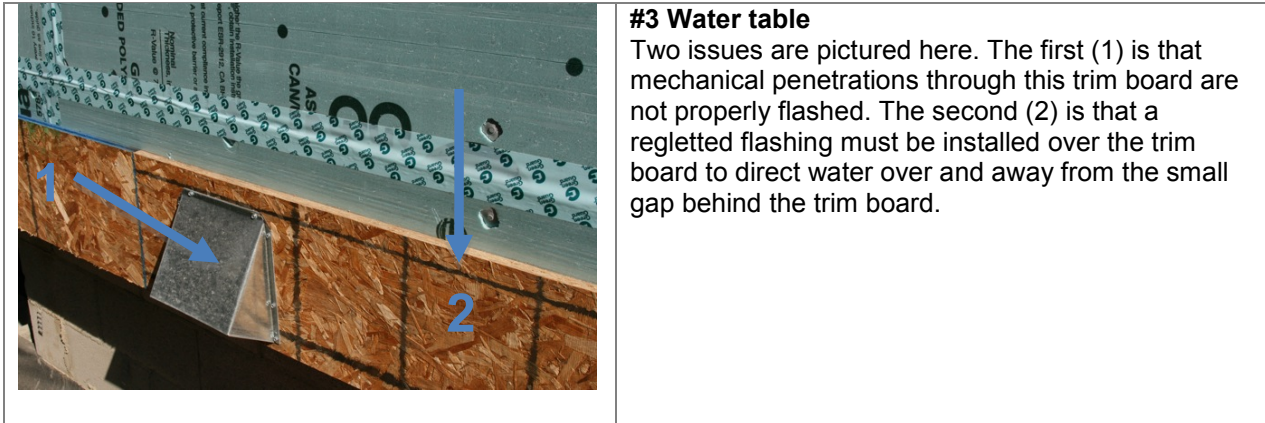 #3 Water table
Two issues are pictured here. The first (1) is that
mechanical penetrations through this trim board are
not properly flashed. The second (2) is that a
regletted flashing must be installed over the trim
board to direct water over and away from the small
gap behind the trim board.
1
2